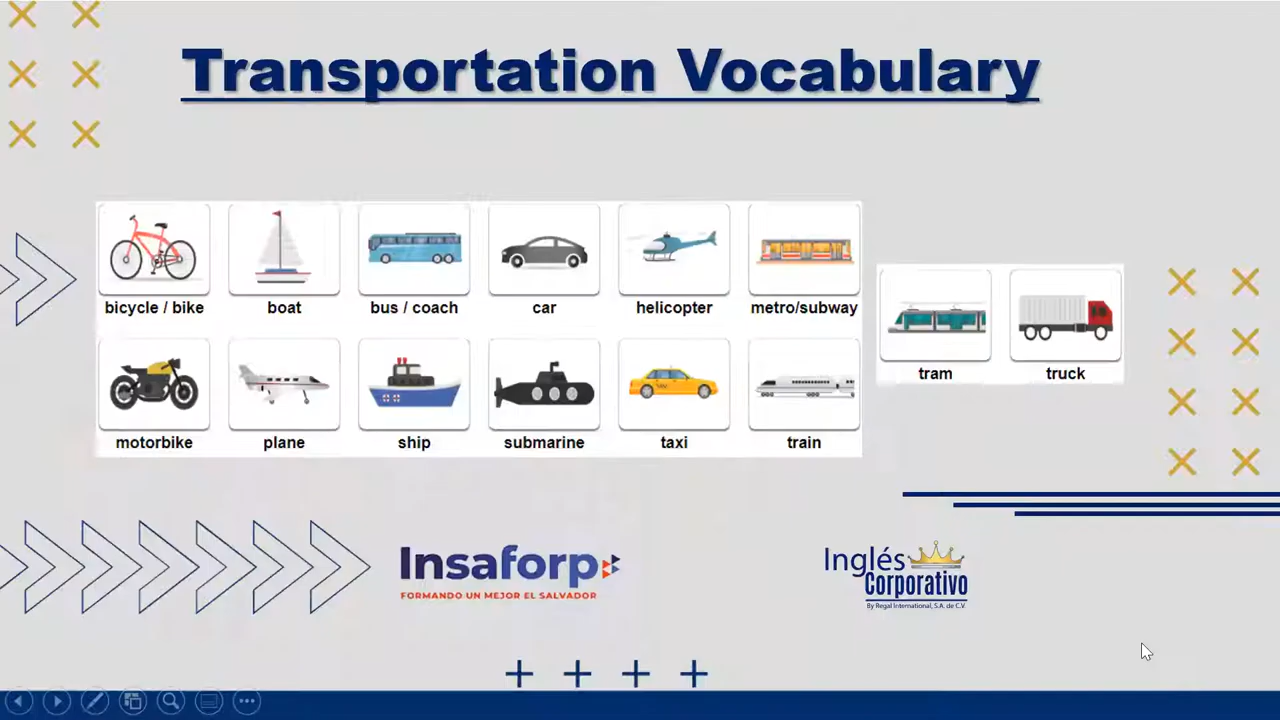 Transportation Vocabulary
bicycle / bike
boat
bus / coach
car
helicopter
metro/subway
motorbike
plane
ship
submarine
taxi
train
tram
truck
Insaforp
FORMANDO UN MEJOR EL SALVADOR
Inglés
Corporativo
By Regal International, S.A. de C.V.